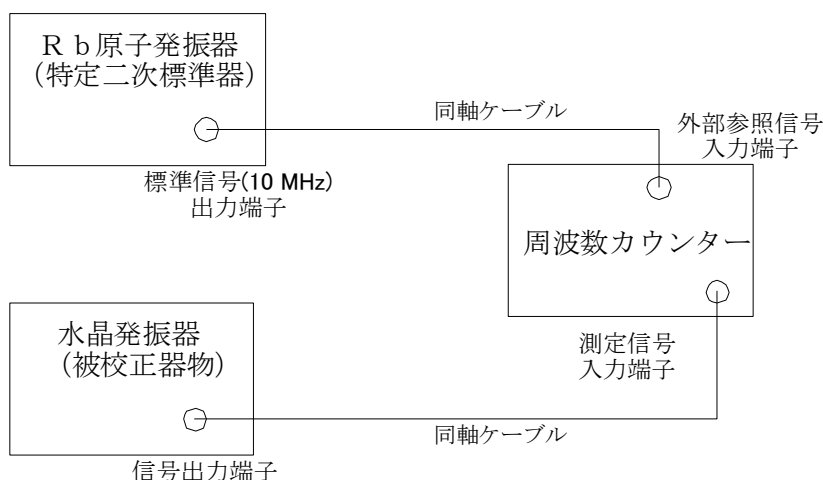 Ｒｂ原子発振器
（特定二次標準器）
同軸ケーブル
外部参照信号
入力端子
標準信号(10 MHz)
出力端子
周波数カウンター
水晶発振器
（被校正器物）
測定信号
入力端子
同軸ケーブル
信号出力端子